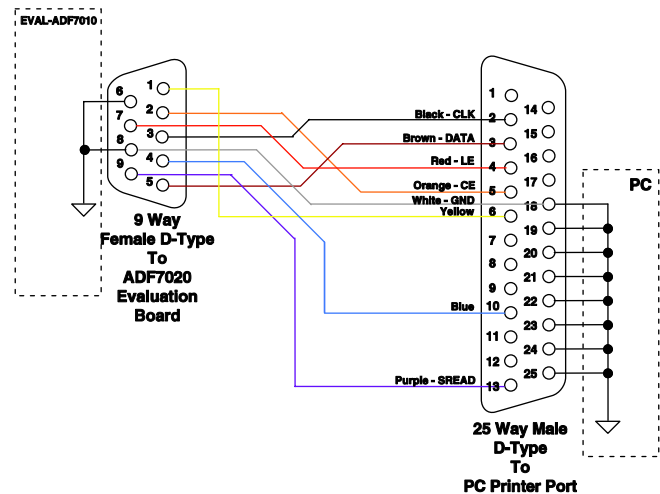 EVAL-ADF7010
PC
1
2
3
4
5
6
7
8
9
1
2
3
4
5
6
7
8
9
10
11
12
13
14
15
16
17
18
19
20
21
22
23
24
25
Black - CLK
Brown - DATA
Red - LE
Orange - CE
White - GND
Yellow
Blue
Purple - SREAD
9 Way
Female D-Type
To
ADF7020
Evaluation
Board
25 Way Male
D-Type
To
PC Printer Port